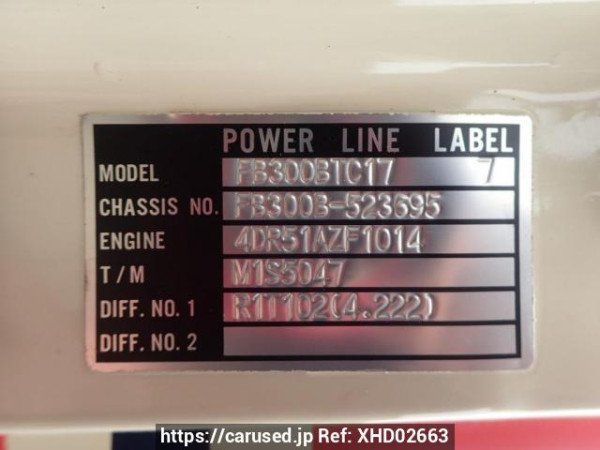 POWER LINE LABEL
MODEL FB300BTC17 7
CHASSIS NO. FB300B-523695
ENGINE 4DR51AZF1014
T/M M1S5047
DIFF. NO. 1 R1T102(4.222)
DIFF. NO. 2
https://carused.jp Ref: XHD02663